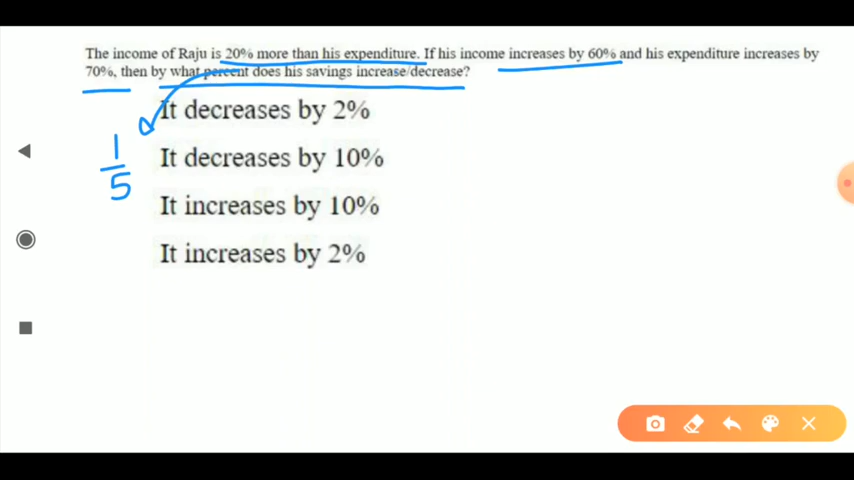 The income of Raju is 20% more than his expenditure. If his income increases by 60% and his expenditure increases by
70%, then by what percent does his savings increase/decrease?
It decreases by 2%
1
5
It decreases by 10%
It increases by 10%
It increases by 2%